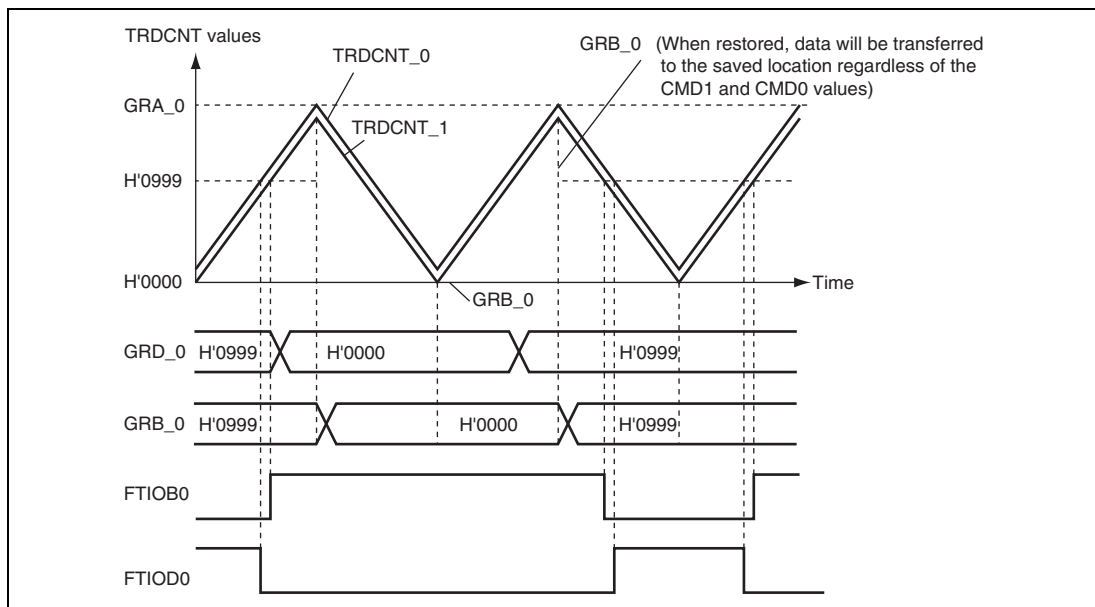 TRDCNT values
TRDCNT_0
GRB_0 (When restored, data will be transferred
to the saved location regardless of the
CMD1 and CMD0 values)
GRA_0
TRDCNT_1
H'0999
H'0000
Time
GRB_0
GRD_0 H'0999 H'0000 H'0999
GRB_0 H'0999 H'0000 H'0999
FTIOB0
FTIOD0